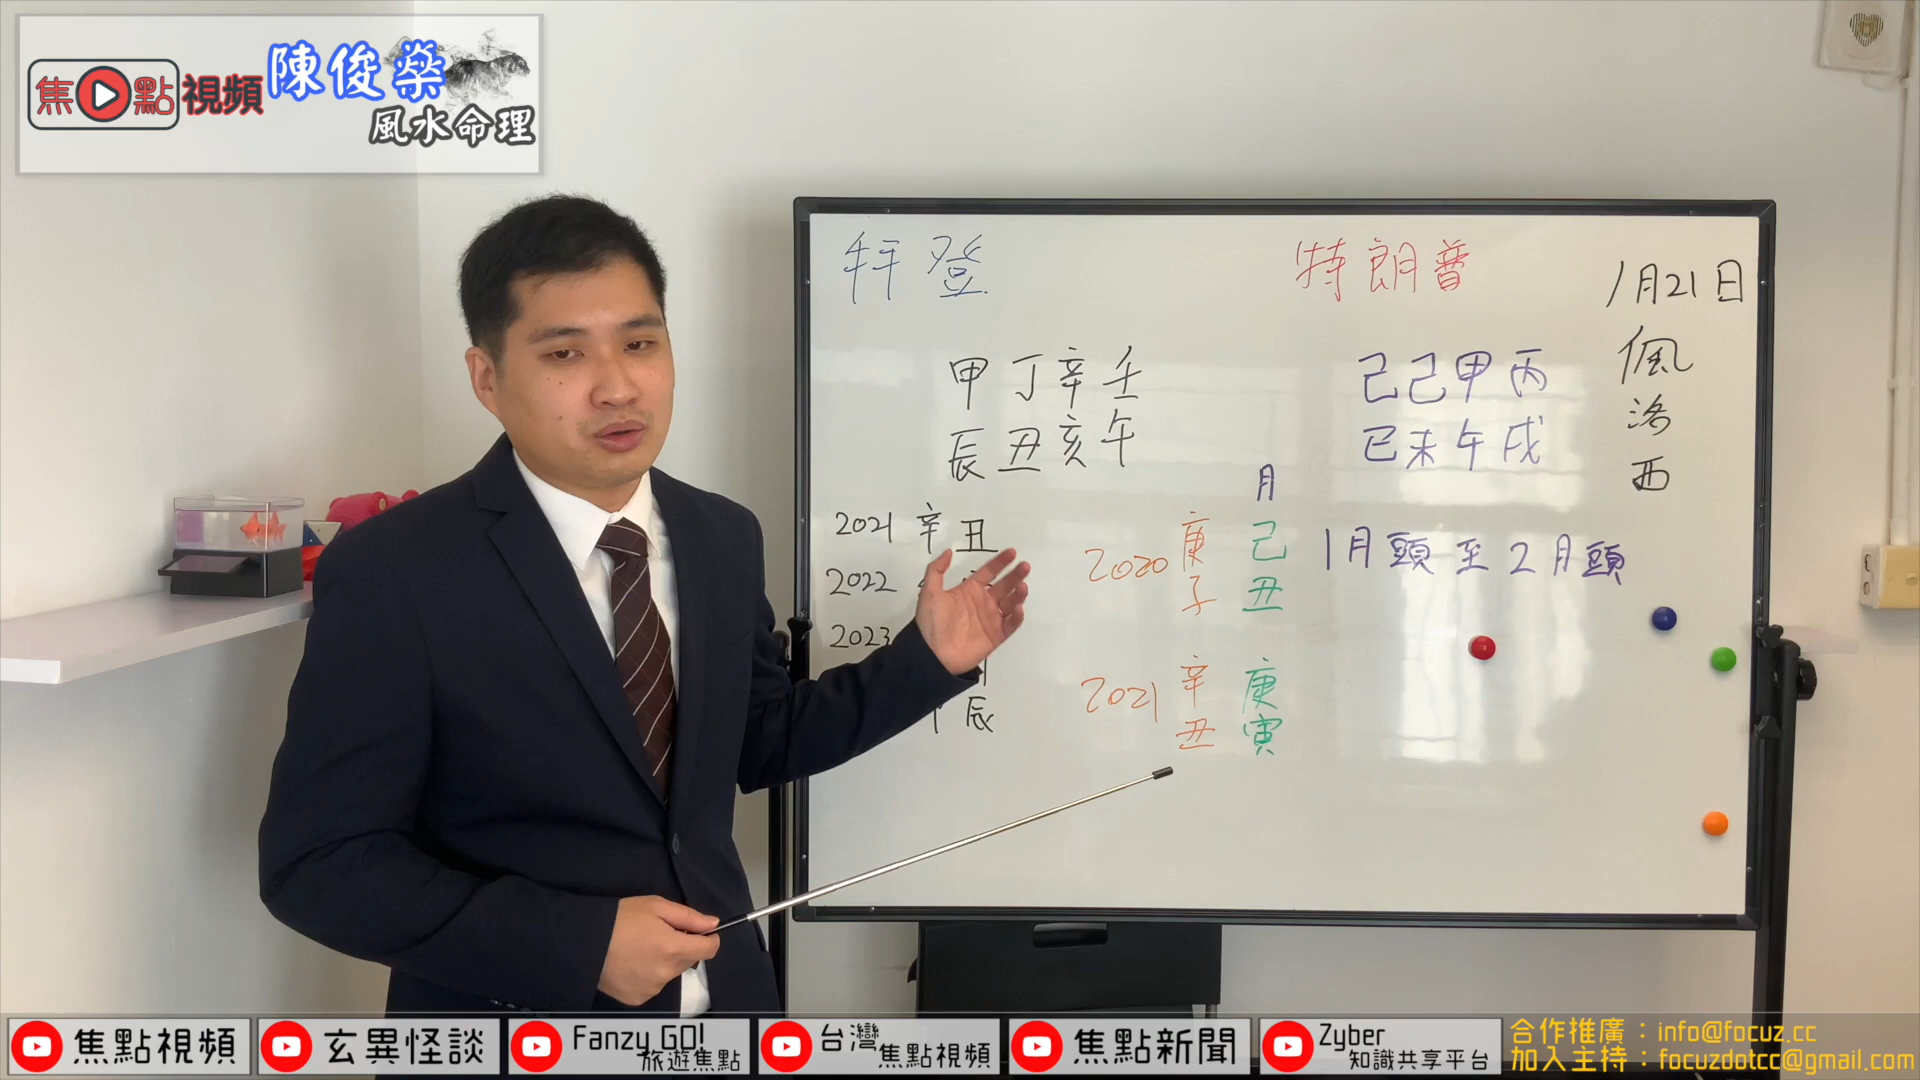 焦點視頻
陳俊燊
風水命理
拜登
特朗普
1月21日
佩洛西
甲丁辛壬
辰丑亥午
己己甲丙
巳未午戌
月
2021 辛丑
2022
2023
辰
2020 庚子 己丑
1月頭至2月頭
2021 辛丑 庚寅
焦點視頻
玄異怪談
Fanzy GO!
旅遊焦點
台灣
焦點視頻
焦點新聞
Zyber
知識共享平台
合作推廣：info@focuz.cc
加入主持：focuzdotcc@gmail.com